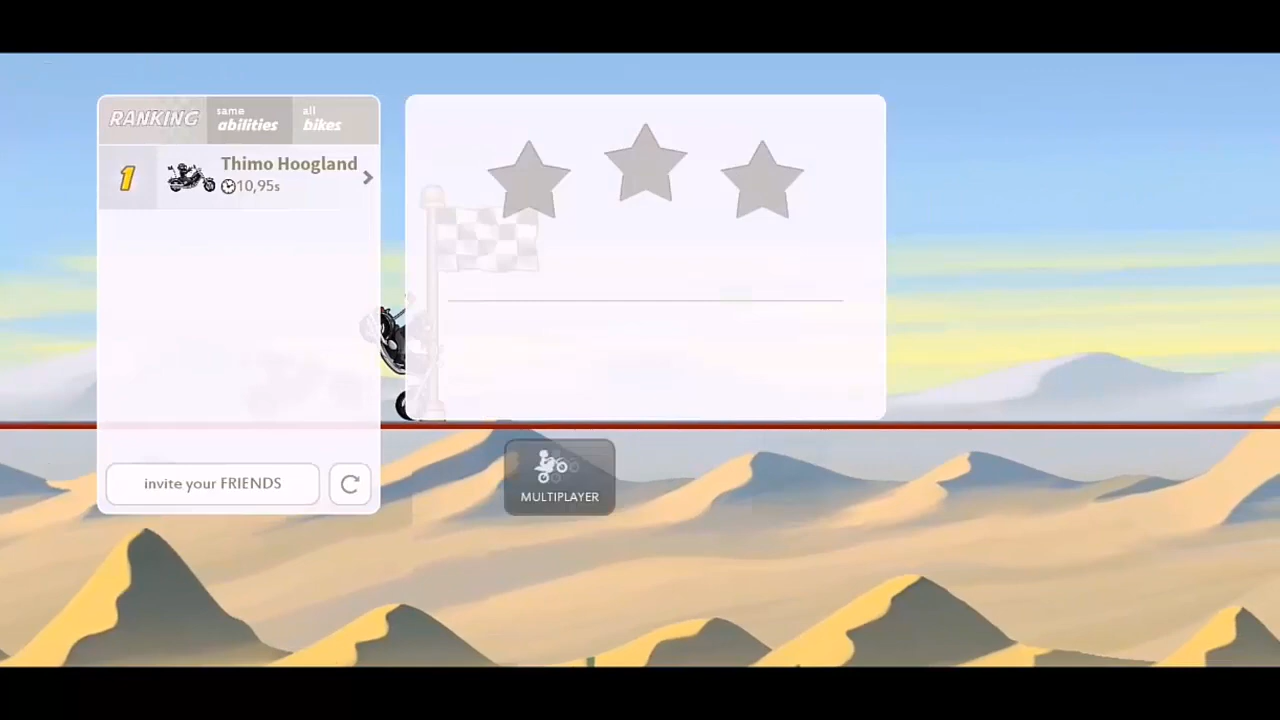 RANKING
same
abilities
all
bikes
1
Thimo Hoogland
10,95s
invite your FRIENDS
MULTIPLAYER